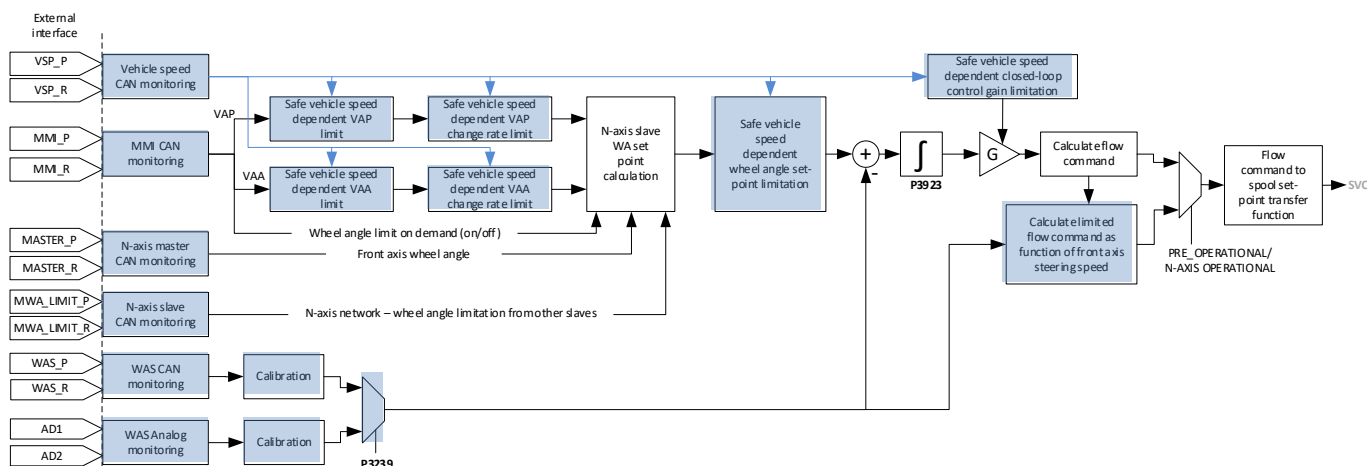 External
interface
VSP_P
VSP_R
Vehicle speed
CAN monitoring
Safe vehicle speed
dependent closed-loop
control gain limitation
MMI_P
MMI_R
MMI CAN
monitoring
VAP
VAA
Safe vehicle speed
dependent VAP
limit
Safe vehicle speed
dependent VAP
change rate limit
Safe vehicle speed
dependent VAA
limit
Safe vehicle speed
dependent VAA
change rate limit
N-axis slave
WA set
point
calculation
Safe vehicle
speed
dependent
wheel angle set-
point limitation
+
-
∫
P3923
G
Calculate flow
command
Calculate limited
flow command as
function of front axis
steering speed
Flow
command to
spool set-
point transfer
function
SVC
PRE_OPERATIONAL/
N-AXIS OPERATIONAL
MASTER_P
MASTER_R
N-axis master
CAN monitoring
Wheel angle limit on demand (on/off)
Front axis wheel angle
MWA_LIMIT_P
MWA_LIMIT_R
N-axis slave
CAN monitoring
N-axis network – wheel angle limitation from other slaves
WAS_P
WAS_R
WAS CAN
monitoring
Calibration
AD1
AD2
WAS Analog
monitoring
Calibration
P3239